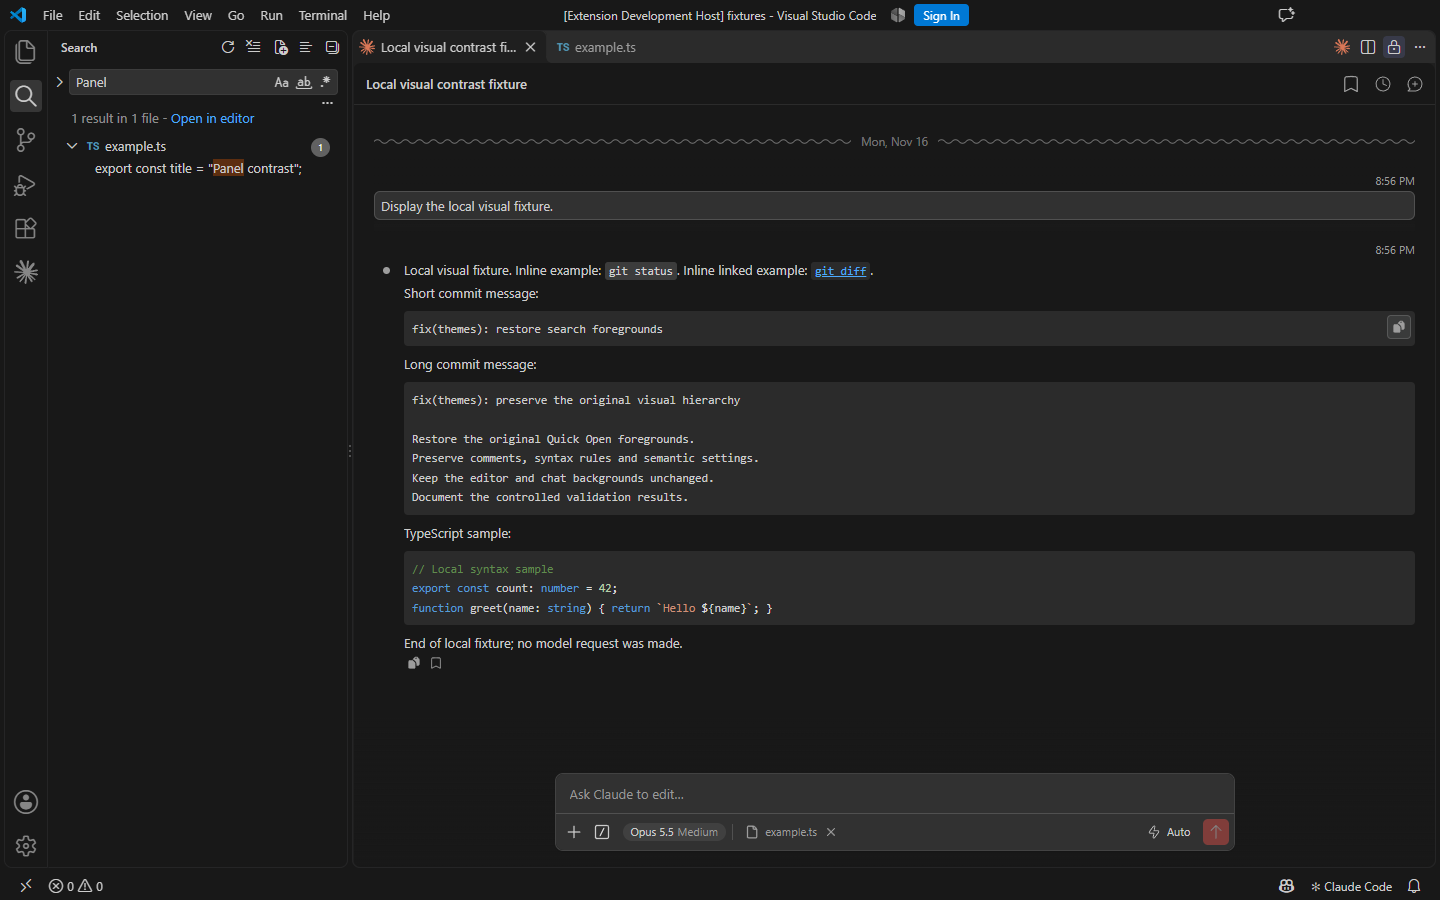 File Edit Selection View Go Run Terminal Help
[Extension Development Host] fixtures - Visual Studio Code
Sign In
Search
Panel
Aa ab .*
1 result in 1 file - Open in editor
TS example.ts
1
export const title = "Panel contrast";
Local visual contrast fi...
TS example.ts
Local visual contrast fixture
Mon, Nov 16
8:56 PM
Display the local visual fixture.
8:56 PM
Local visual fixture. Inline example: git status. Inline linked example: git diff.
Short commit message:
fix(themes): restore search foregrounds
Long commit message:
fix(themes): preserve the original visual hierarchy
Restore the original Quick Open foregrounds.
Preserve comments, syntax rules and semantic settings.
Keep the editor and chat backgrounds unchanged.
Document the controlled validation results.
TypeScript sample:
// Local syntax sample
export const count: number = 42;
function greet(name: string) { return `Hello ${name}`; }
End of local fixture; no model request was made.
Ask Claude to edit...
Opus 5.5 Medium
example.ts
Auto
0 0
Claude Code